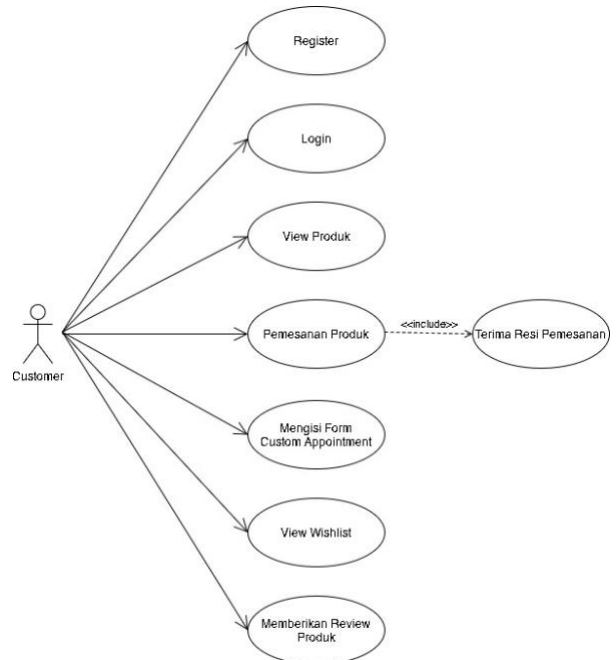 Register
Login
View Produk
Pemesanan Produk
<<include>>
Terima Resi Pemesanan
Customer
Mengisi Form
Custom Appointment
View Wishlist
Memberikan Review
Produk